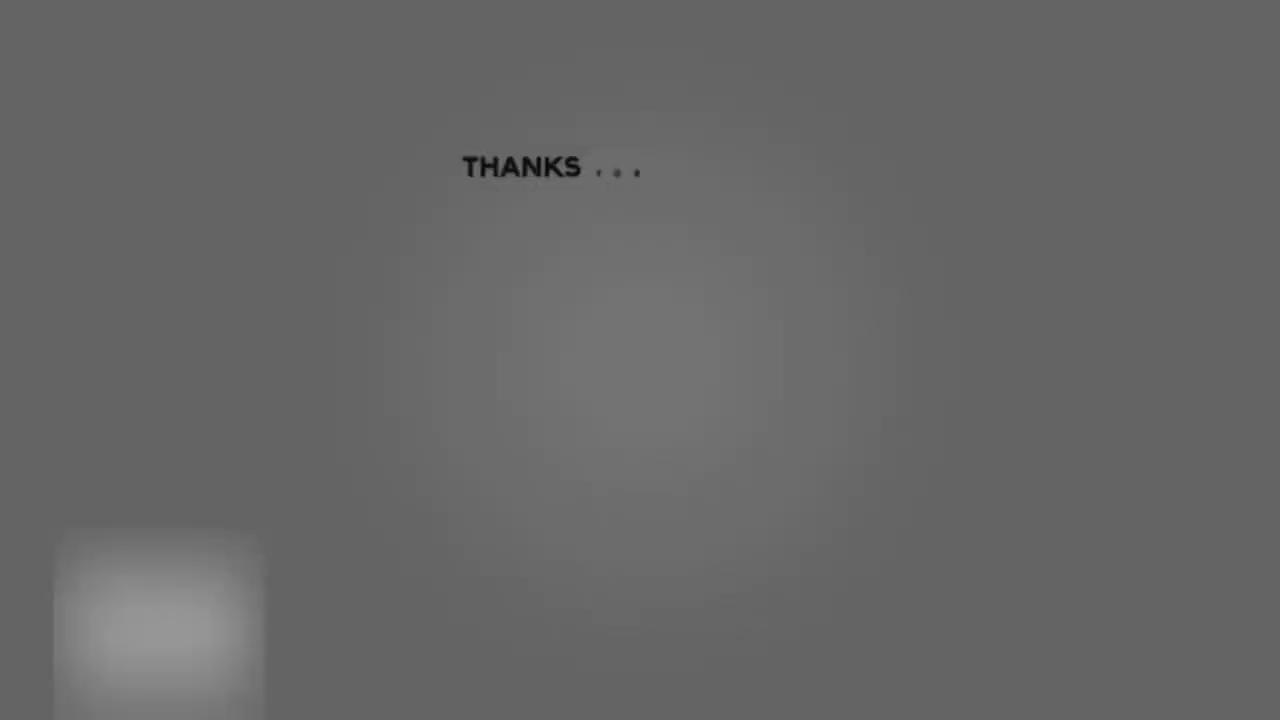 THANKS . . .